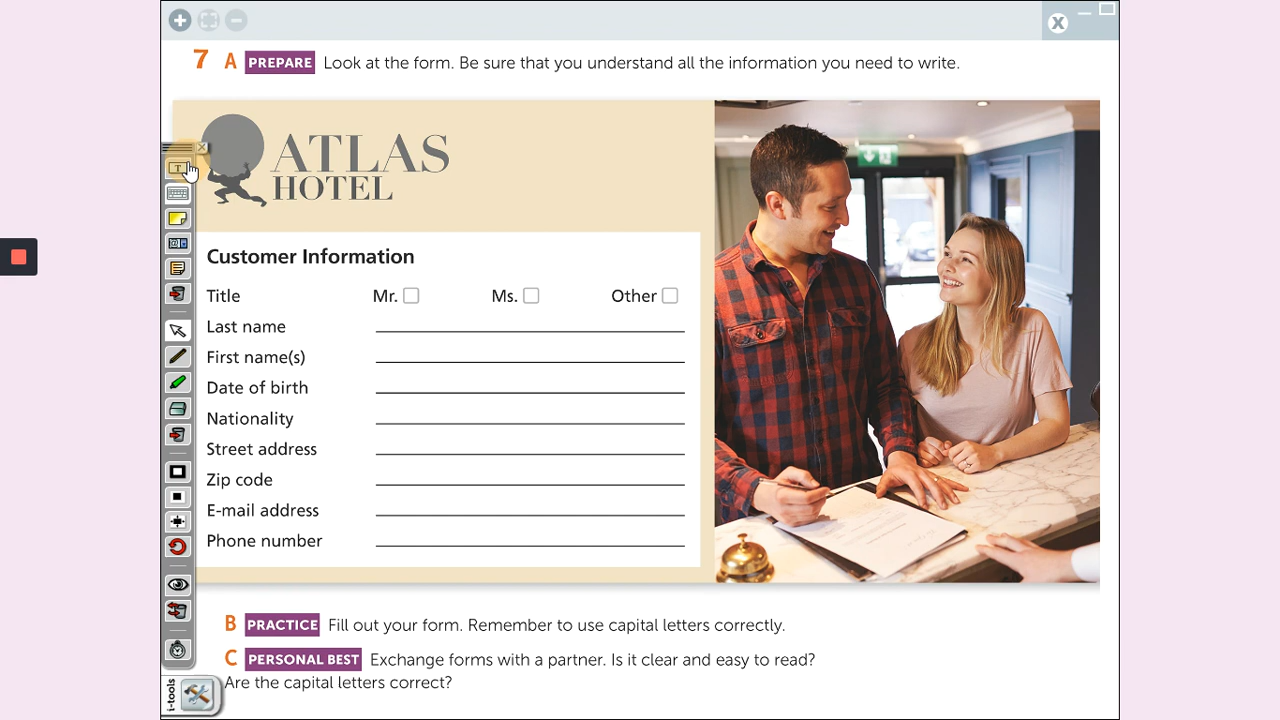 7 A PREPARE Look at the form. Be sure that you understand all the information you need to write.
ATLAS
HOTEL
Customer Information
Title Mr. Ms. Other
Last name
First name(s)
Date of birth
Nationality
Street address
Zip code
E-mail address
Phone number
B PRACTICE Fill out your form. Remember to use capital letters correctly.
C PERSONAL BEST Exchange forms with a partner. Is it clear and easy to read?
Are the capital letters correct?
i-tools